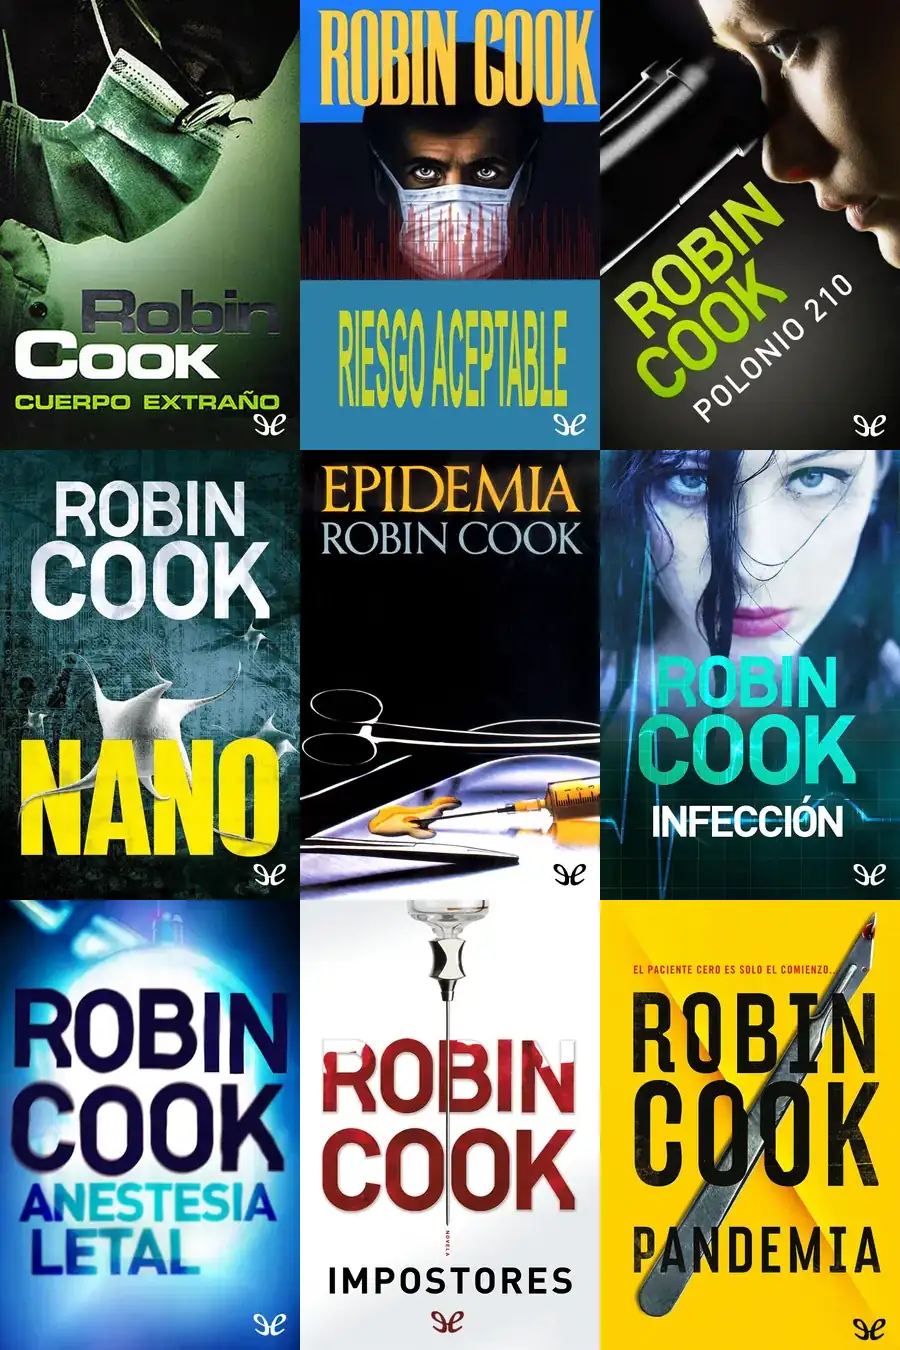 Robin
COOK
CUERPO EXTRAÑO
ROBIN COOK
RIESGO ACEPTABLE
ROBIN
COOK
POLONIO 210
ROBIN
COOK
NANO
EPIDEMIA
ROBIN COOK
ROBIN
COOK
INFECCIÓN
ROBIN
COOK
ANESTESIA
LETAL
ROBIN
COOK
NOVELA
IMPOSTORES
EL PACIENTE CERO ES SOLO EL COMIENZO...
ROBIN
COOK
PANDEMIA